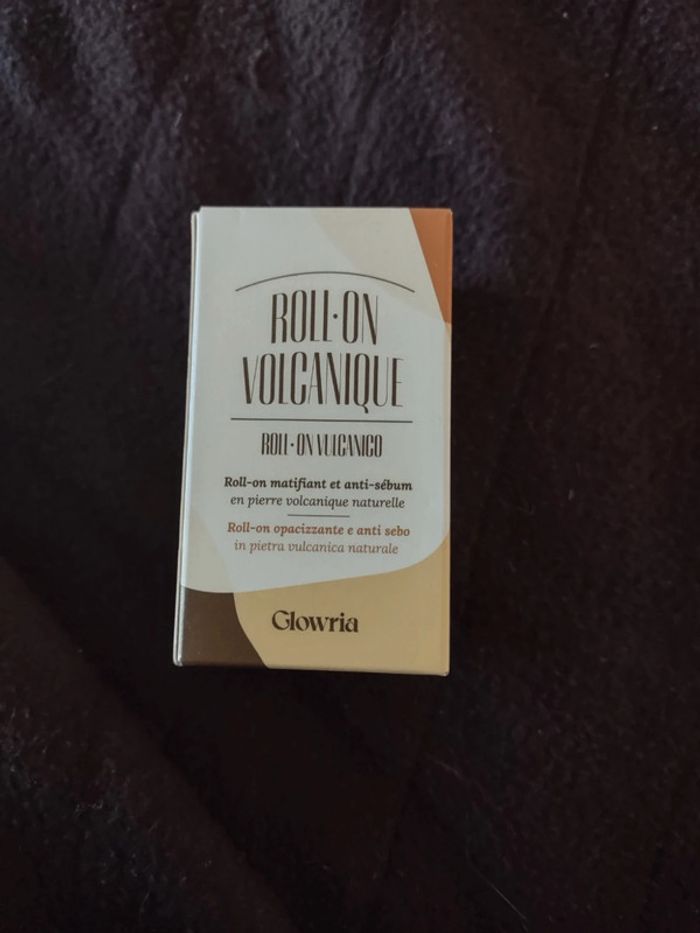 ROLL·ON
VOLCANIQUE
ROLL·ON VULCANICO
Roll-on matifiant et anti-sébum
en pierre volcanique naturelle
Roll-on opacizzante e anti sebo
in pietra vulcanica naturale
Glowria